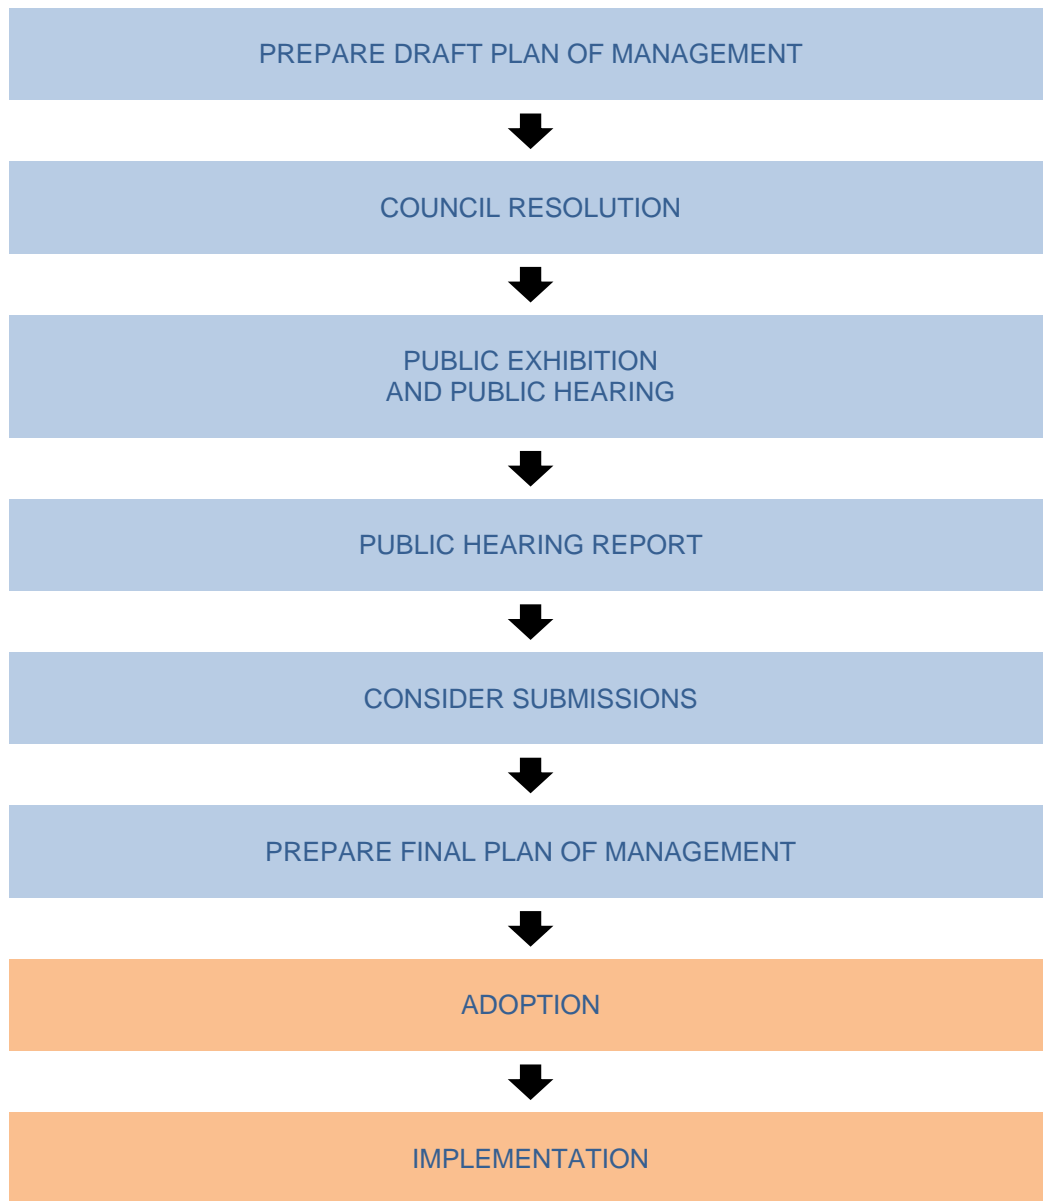 PREPARE DRAFT PLAN OF MANAGEMENT
COUNCIL RESOLUTION
PUBLIC EXHIBITION
AND PUBLIC HEARING
PUBLIC HEARING REPORT
CONSIDER SUBMISSIONS
PREPARE FINAL PLAN OF MANAGEMENT
ADOPTION
IMPLEMENTATION